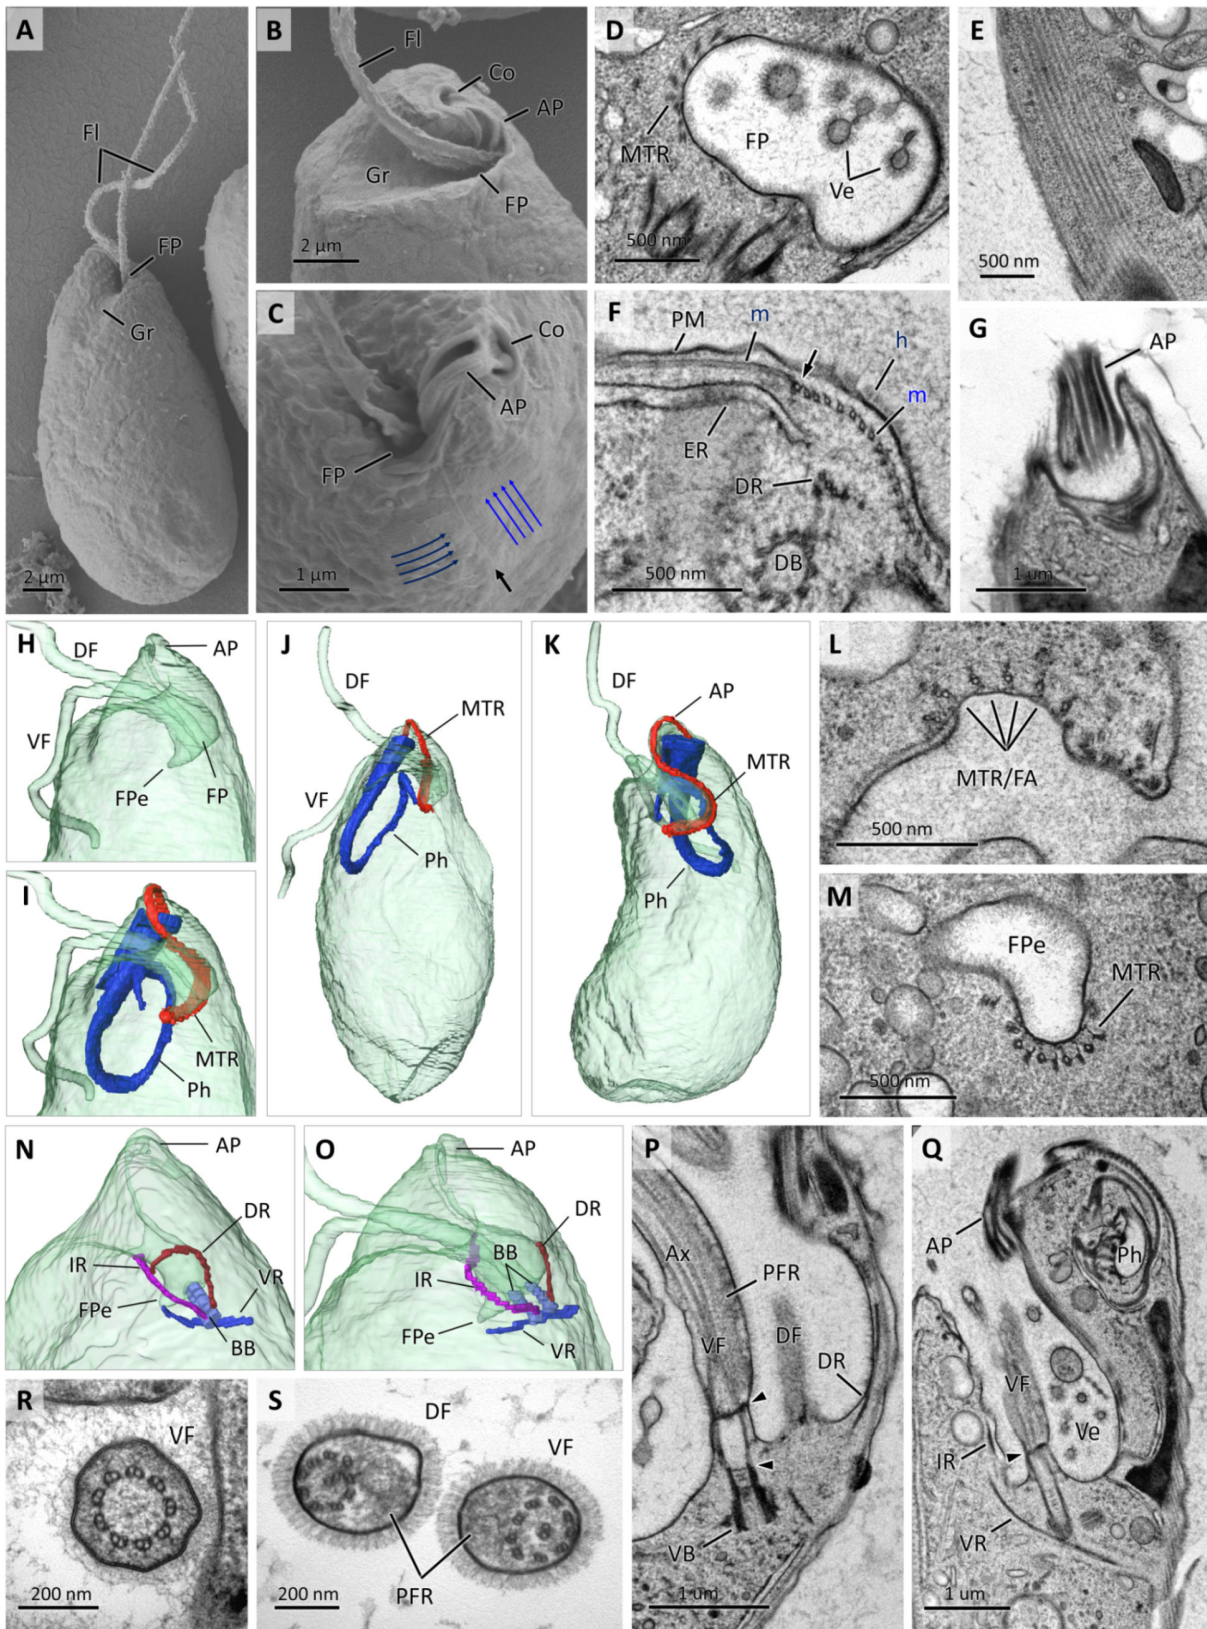 A
Fl
FP
Gr
2 µm
B
Fl
Co
AP
Gr
FP
2 µm
C
Co
AP
FP
1 µm
D
MTR
FP
Ve
500 nm
E
500 nm
F
PM
m
h
m
ER
DR
DB
500 nm
G
AP
1 um
H
DF
AP
VF
FPe
FP
I
MTR
Ph
J
DF
MTR
VF
Ph
K
DF
AP
MTR
Ph
L
MTR/FA
500 nm
M
FPe
MTR
500 nm
N
AP
DR
IR
VR
FPe
BB
O
AP
DR
BB
IR
FPe
VR
P
Ax
PFR
VF
DF
DR
VB
1 um
Q
AP
Ph
VF
Ve
IR
VR
1 um
R
VF
200 nm
S
DF
VF
PFR
200 nm